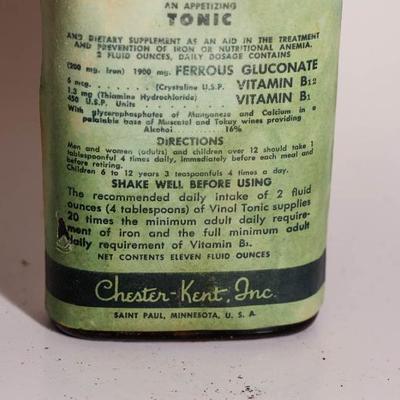 AN APPETIZING
TONIC
AND DIETARY SUPPLEMENT AS AN AID IN THE TREATMENT
AND PREVENTION OF IRON OR NUTRITIONAL ANEMIA.
2 FLUID OUNCES, DAILY DOSAGE CONTAINS
(200 mg. Iron) 1900 mg. FERROUS GLUCONATE
6 mcg. (Crystaline U.S.P. VITAMIN B12
1.3 mg (Thiamine Hydrochloride) VITAMIN B1
450 U.S.P. Units
With glycerophosphates of Manganese and Calcium in a
palatable base of Muscatel and Tokay wines providing
Alcohol 16%
DIRECTIONS
Men and women (adults) and children over 12 should take 1
tablespoonful 4 times daily, immediately before each meal and
before retiring.
Children 6 to 12 years 3 teaspoonfuls 4 times a day.
SHAKE WELL BEFORE USING
The recommended daily intake of 2 fluid
ounces (4 tablespoons) of Vinol Tonic supplies
20 times the minimum adult daily require-
ment of iron and the full minimum adult
daily requirement of Vitamin B1.
NET CONTENTS ELEVEN FLUID OUNCES
Chester-Kent, Inc.
SAINT PAUL, MINNESOTA, U. S. A.